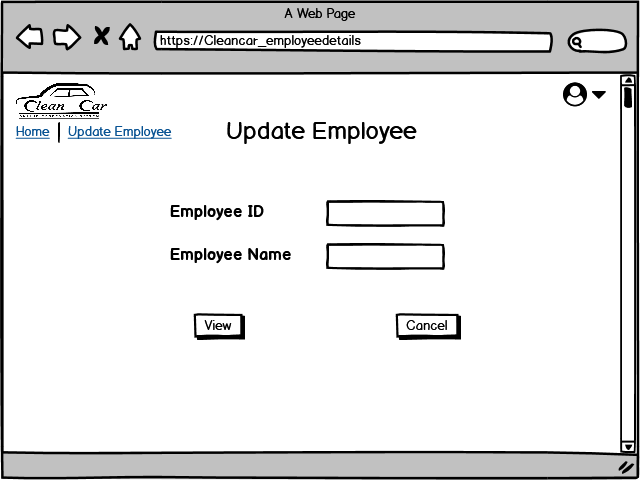 A Web Page
https://Cleancar_employeedetails
Clean Car
Home | Update Employee
Update Employee
Employee ID
Employee Name
View
Cancel